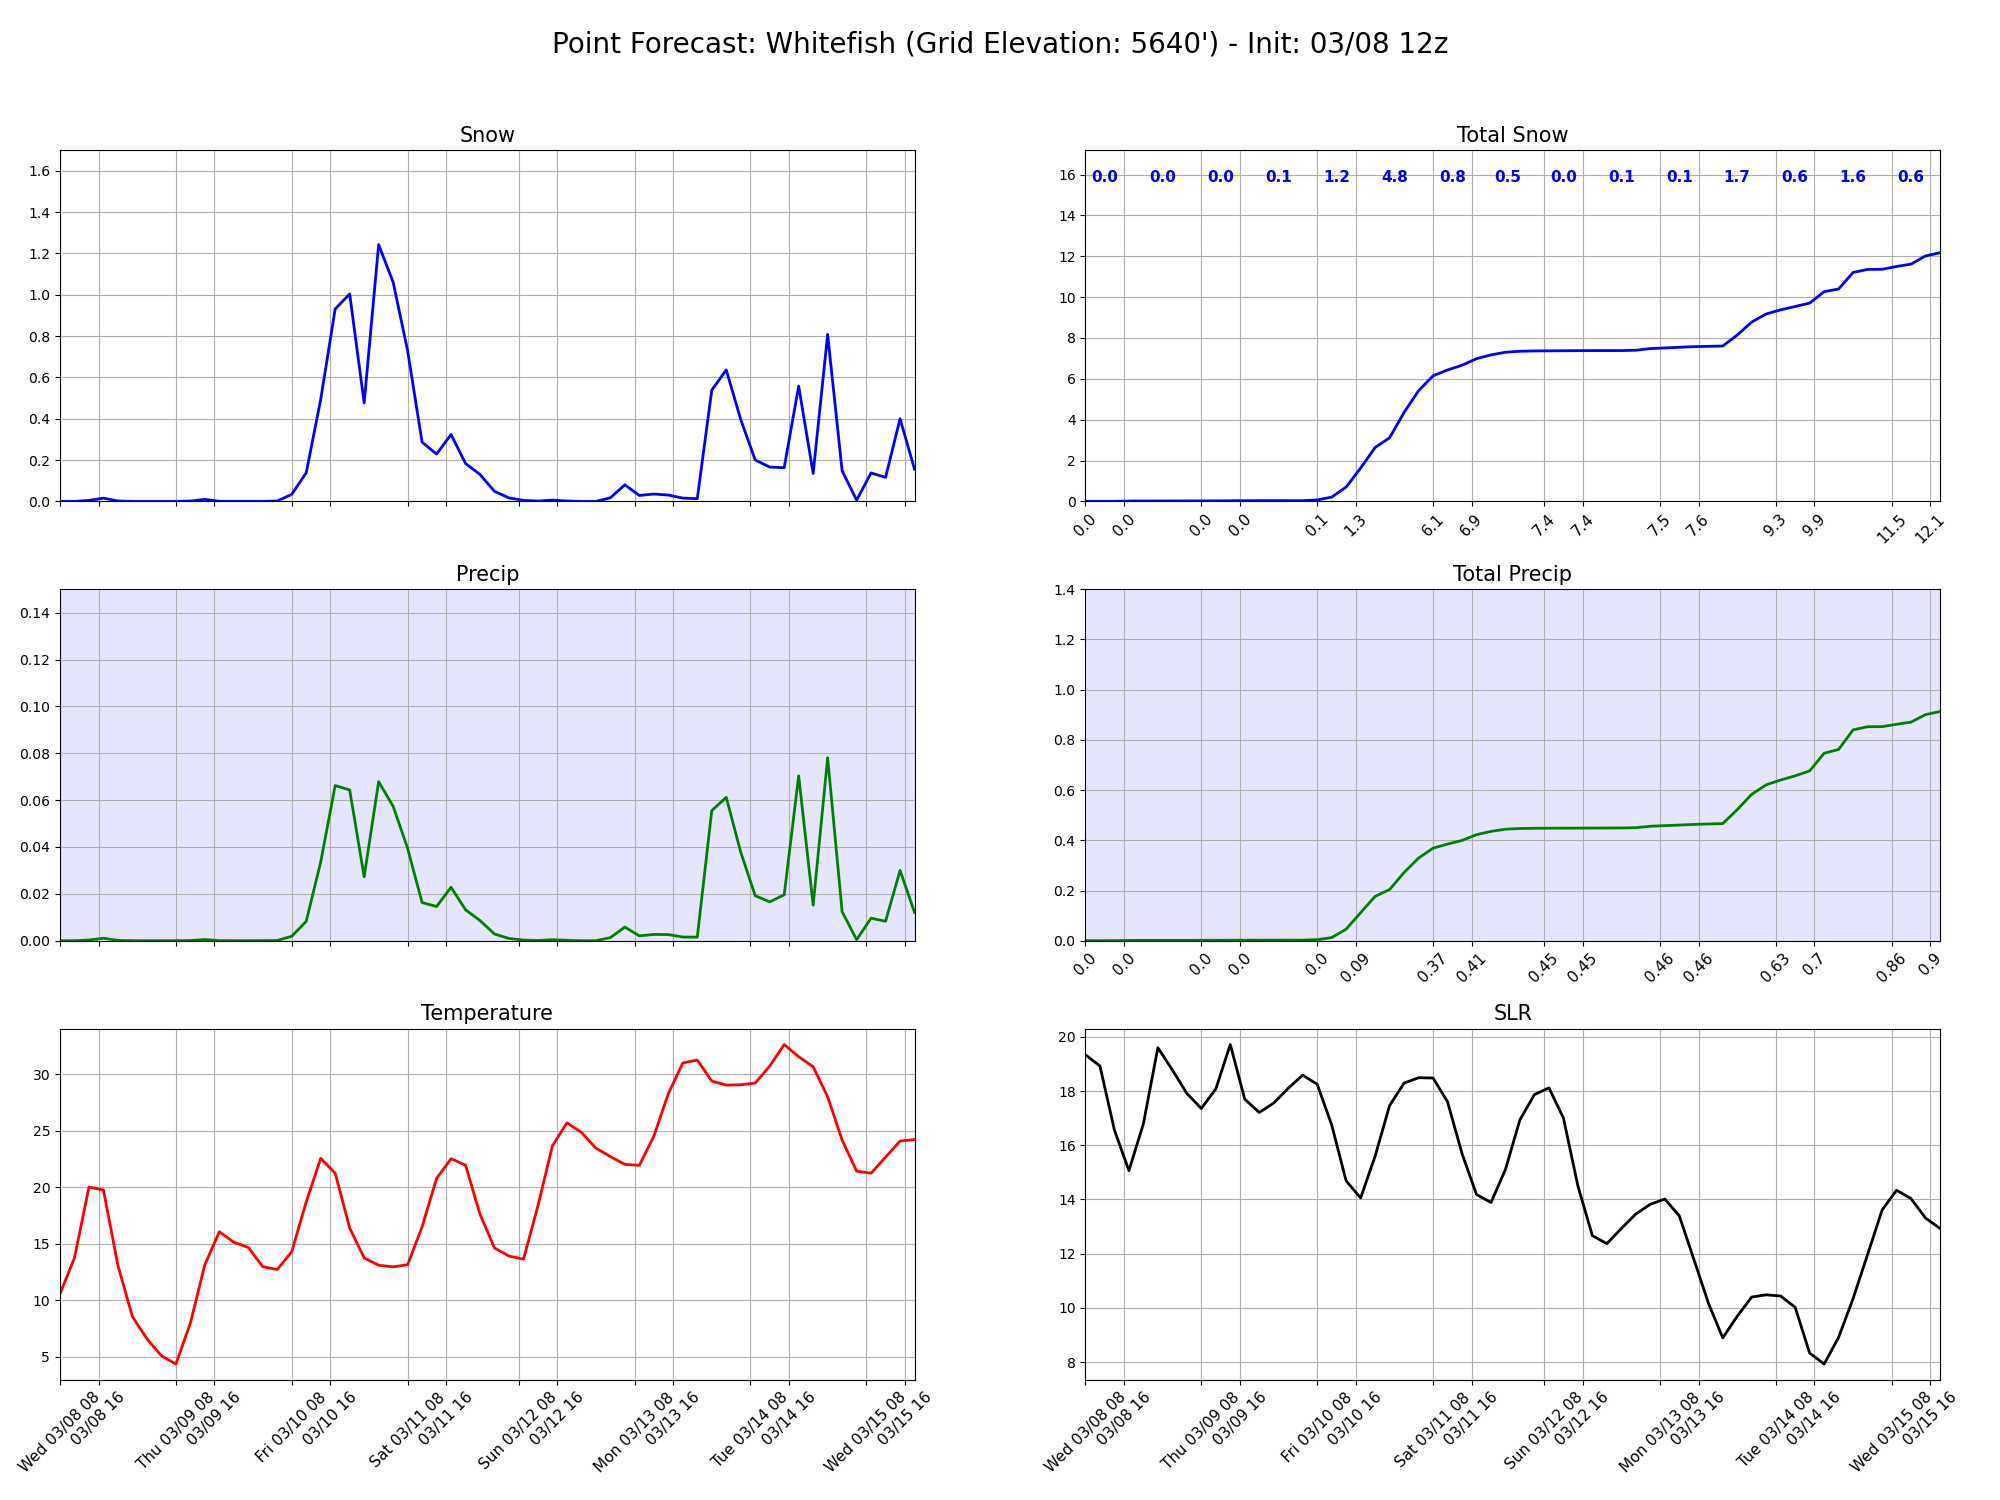 Point Forecast: Whitefish (Grid Elevation: 5640') - Init: 03/08 12z
Snow
1.6
1.4
1.2
1.0
0.8
0.6
0.4
0.2
0.0
Total Snow
16
14
12
10
8
6
4
2
0
0.0 0.0 0.0 0.1 1.2 4.8 0.8 0.5 0.0 0.1 0.1 1.7 0.6 1.6 0.6
0.0 0.0 0.0 0.0 0.1 1.3 6.1 6.9 7.4 7.4 7.5 7.6 9.3 9.9 11.5 12.1
Precip
0.14
0.12
0.10
0.08
0.06
0.04
0.02
0.00
Total Precip
1.4
1.2
1.0
0.8
0.6
0.4
0.2
0.0
0.0 0.0 0.0 0.0 0.0 0.09 0.37 0.41 0.45 0.45 0.46 0.46 0.63 0.7 0.86 0.9
Temperature
30
25
20
15
10
5
Wed 03/08 08
03/08 16
Thu 03/09 08
03/09 16
Fri 03/10 08
03/10 16
Sat 03/11 08
03/11 16
Sun 03/12 08
03/12 16
Mon 03/13 08
03/13 16
Tue 03/14 08
03/14 16
Wed 03/15 08
03/15 16
SLR
20
18
16
14
12
10
8
Wed 03/08 08
03/08 16
Thu 03/09 08
03/09 16
Fri 03/10 08
03/10 16
Sat 03/11 08
03/11 16
Sun 03/12 08
03/12 16
Mon 03/13 08
03/13 16
Tue 03/14 08
03/14 16
Wed 03/15 08
03/15 16